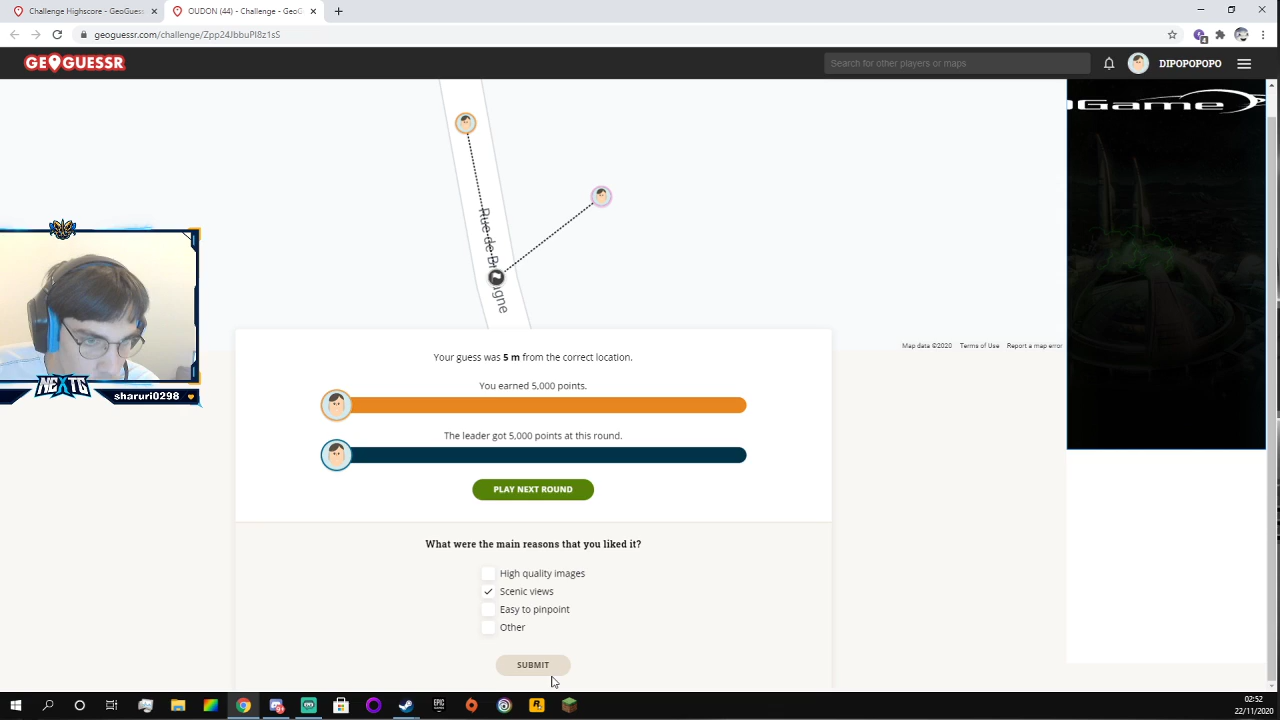 Challenge Highscore - GeoGuess
OUDON (44) - Challenge - GeoG
geoguessr.com/challenge/Zpp24JbbuPI8z1sS
GEOGUESSR
Search for other players or maps
DIPOPOPOPO
OGame
Rue de B
igne
NEXTG
sharuri0298
Map data ©2020 Terms of Use Report a map error
Your guess was 5 m from the correct location.
You earned 5,000 points.
The leader got 5,000 points at this round.
PLAY NEXT ROUND
What were the main reasons that you liked it?
High quality images
Scenic views
Easy to pinpoint
Other
SUBMIT
EPIC
R
02:52
22/11/2020